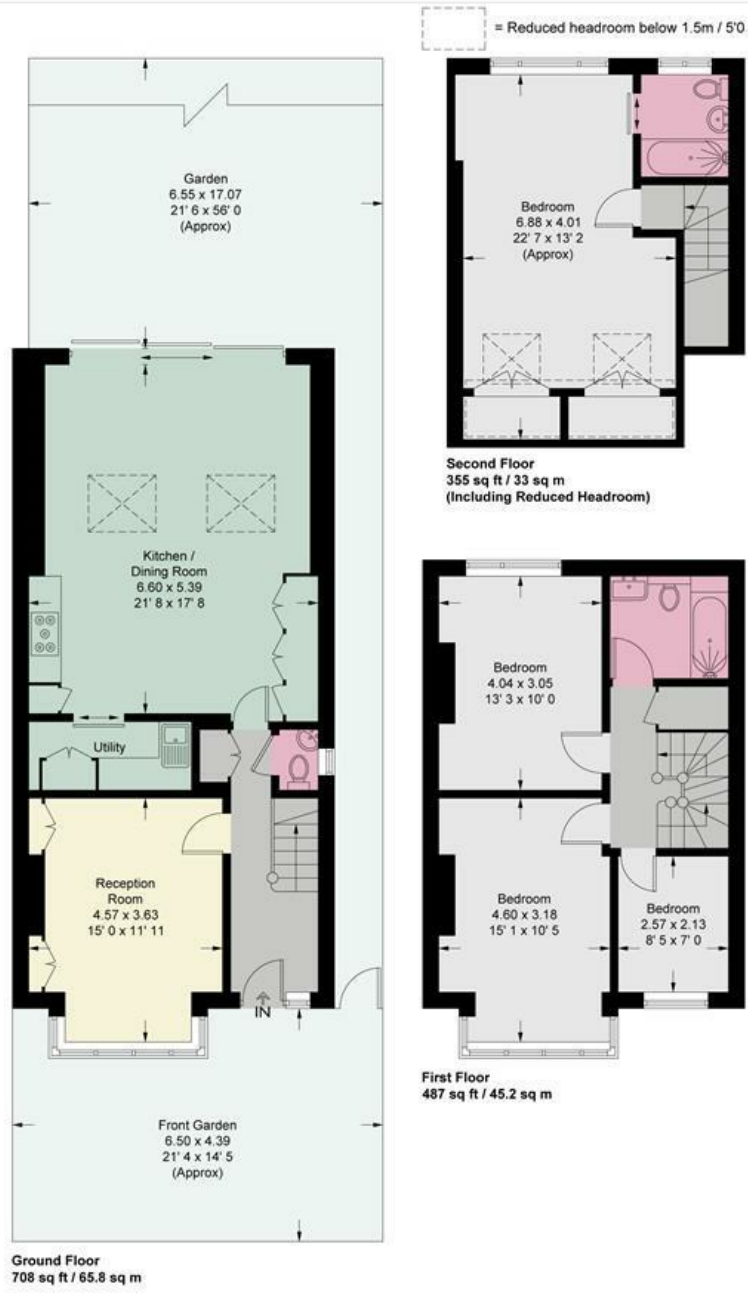 = Reduced headroom below 1.5m / 5'0
Garden
6.55 x 17.07
21' 6 x 56' 0
(Approx)
Kitchen /
Dining Room
6.60 x 5.39
21' 8 x 17' 8
Utility
Reception
Room
4.57 x 3.63
15' 0 x 11' 11
IN
Front Garden
6.50 x 4.39
21' 4 x 14' 5
(Approx)
Ground Floor
708 sq ft / 65.8 sq m
Bedroom
6.88 x 4.01
22' 7 x 13' 2
(Approx)
Second Floor
355 sq ft / 33 sq m
(Including Reduced Headroom)
Bedroom
4.04 x 3.05
13' 3 x 10' 0
Bedroom
4.60 x 3.18
15' 1 x 10' 5
Bedroom
2.57 x 2.13
8' 5 x 7' 0
First Floor
487 sq ft / 45.2 sq m